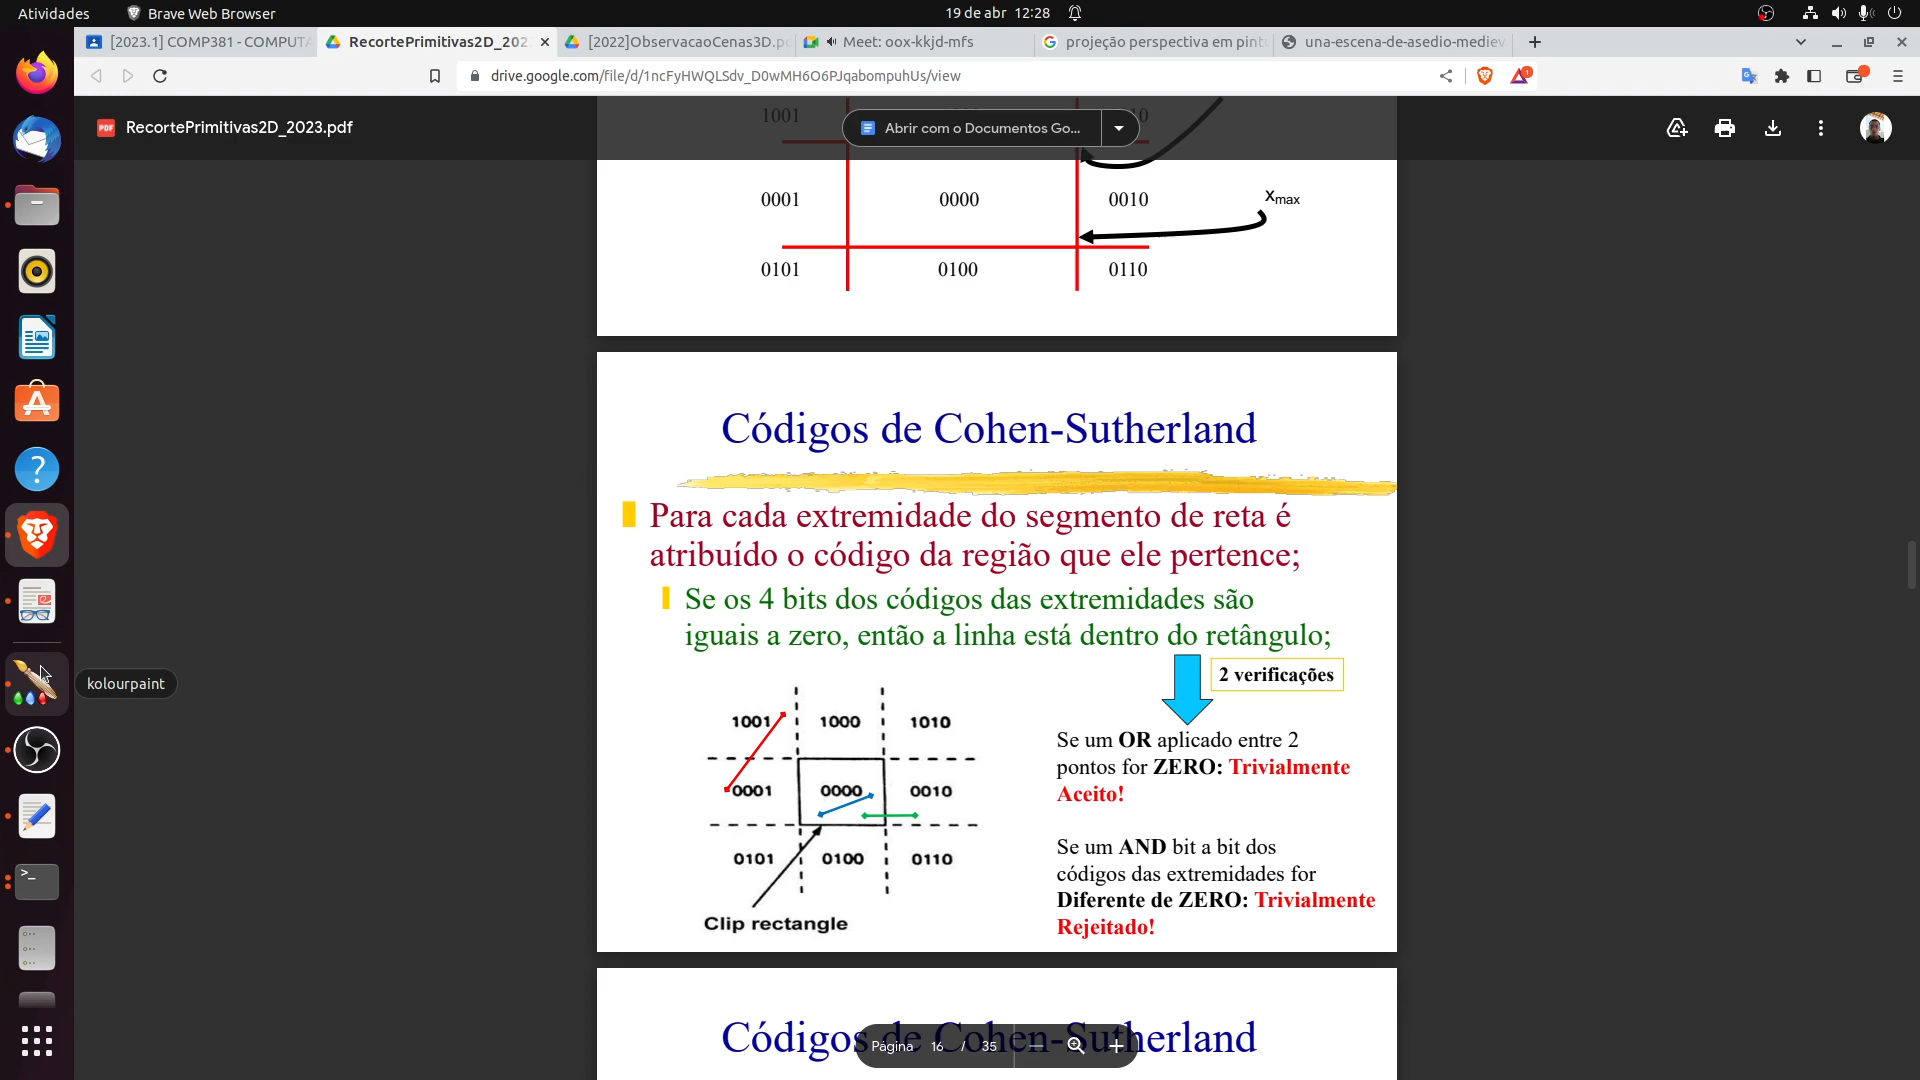 Atividades
Brave Web Browser
19 de abr 12:28
[2023.1] COMP381 - COMPUTA
RecortePrimitivas2D_202
[2022]ObservacaoCenas3D.p
Meet: oox-kkjd-mfs
projeção perspectiva em pint
una-escena-de-asedio-mediev
drive.google.com/file/d/1ncFyHWQLSdv_D0wMH6O6PJqabompuhUs/view
1
PDF
RecortePrimitivas2D_2023.pdf
1001
Abrir com o Documentos Go...
0001 0000 0010 xmax
0101 0100 0110
Códigos de Cohen-Sutherland
Para cada extremidade do segmento de reta é
atribuído o código da região que ele pertence;
Se os 4 bits dos códigos das extremidades são
iguais a zero, então a linha está dentro do retângulo;
2 verificações
kolourpaint
1001 1000 1010
0001 0000 0010
0101 0100 0110
Clip rectangle
Se um OR aplicado entre 2
pontos for ZERO: Trivialmente
Aceito!
Se um AND bit a bit dos
códigos das extremidades for
Diferente de ZERO: Trivialmente
Rejeitado!
Códigos de Cohen-Sutherland
Página 16 / 35